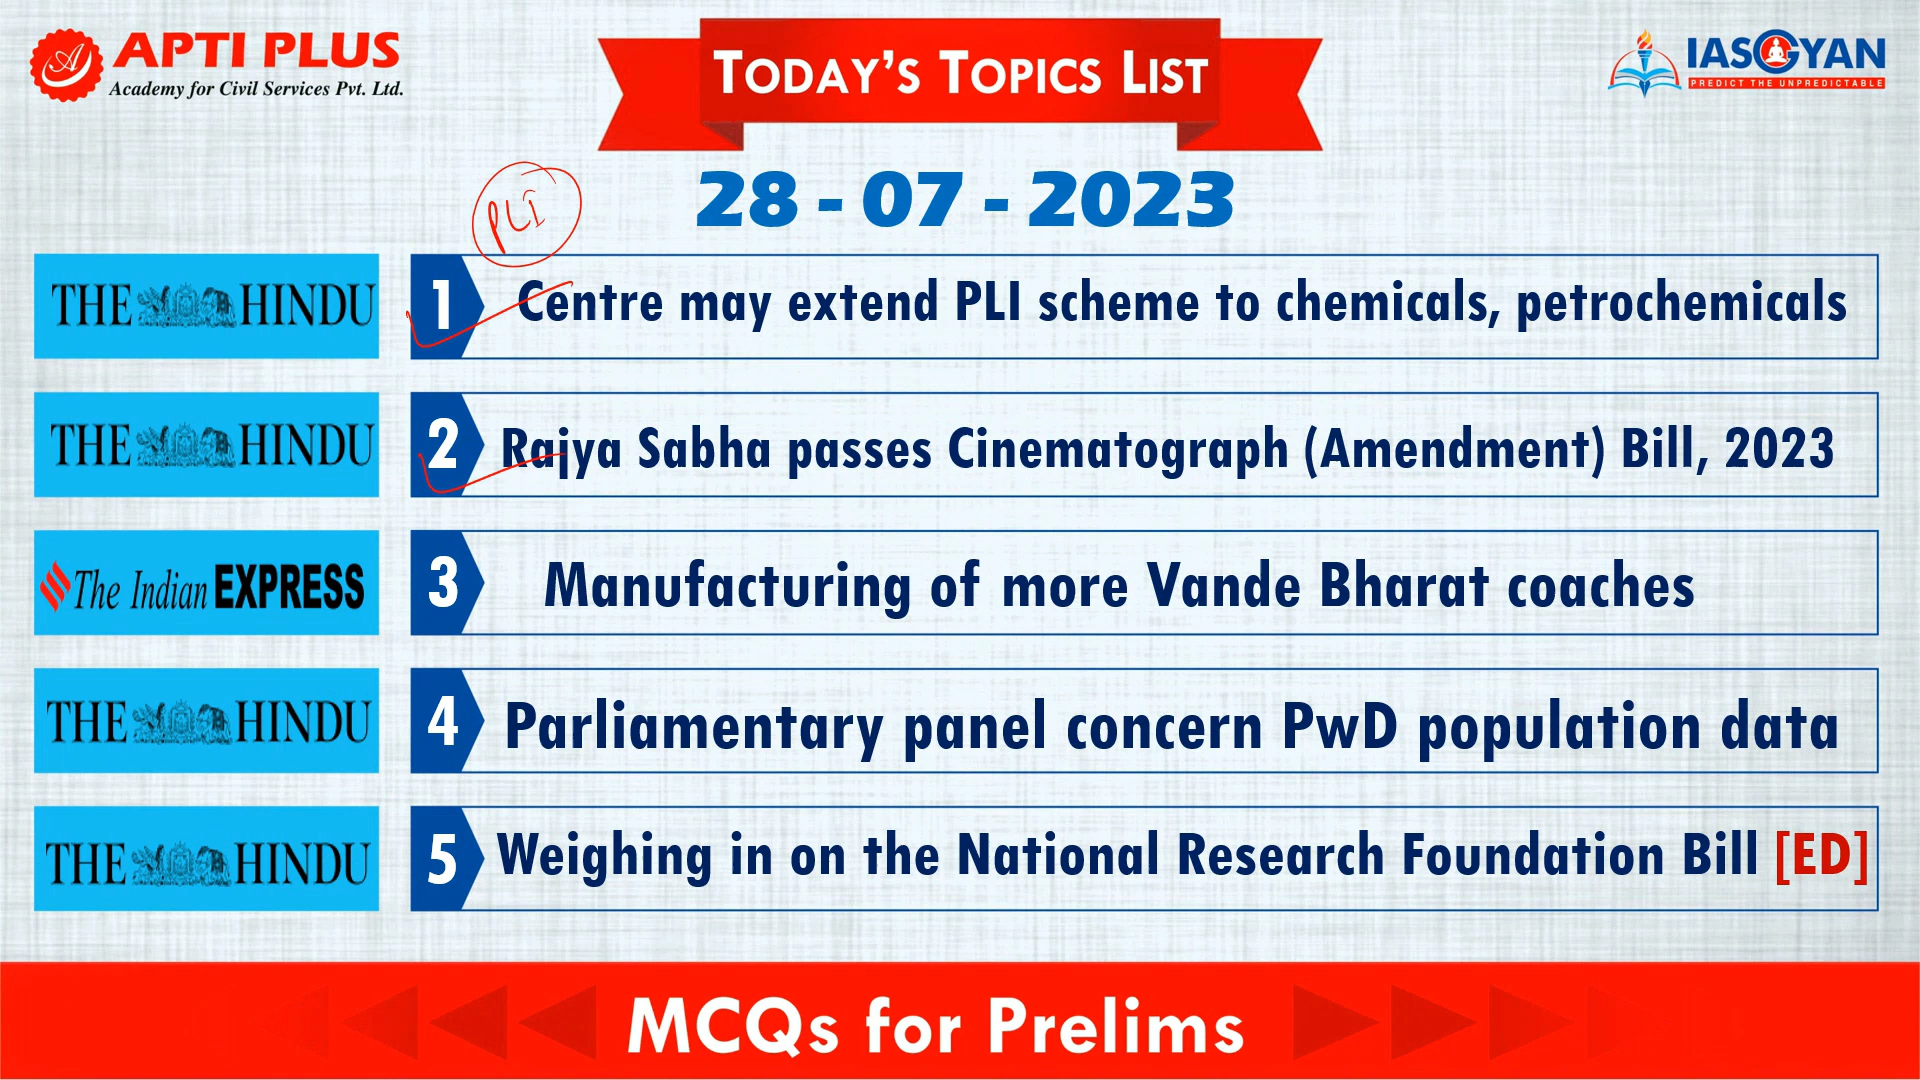 APTI PLUS
Academy for Civil Services Pvt. Ltd.
TODAY'S TOPICS LIST
IASGYAN
PREDICT THE UNPREDICTABLE
28 - 07 - 2023
PLI
THE HINDU
1 Centre may extend PLI scheme to chemicals, petrochemicals
THE HINDU
2 Rajya Sabha passes Cinematograph (Amendment) Bill, 2023
The Indian EXPRESS
3 Manufacturing of more Vande Bharat coaches
THE HINDU
4 Parliamentary panel concern PwD population data
THE HINDU
5 Weighing in on the National Research Foundation Bill [ED]
MCQs for Prelims